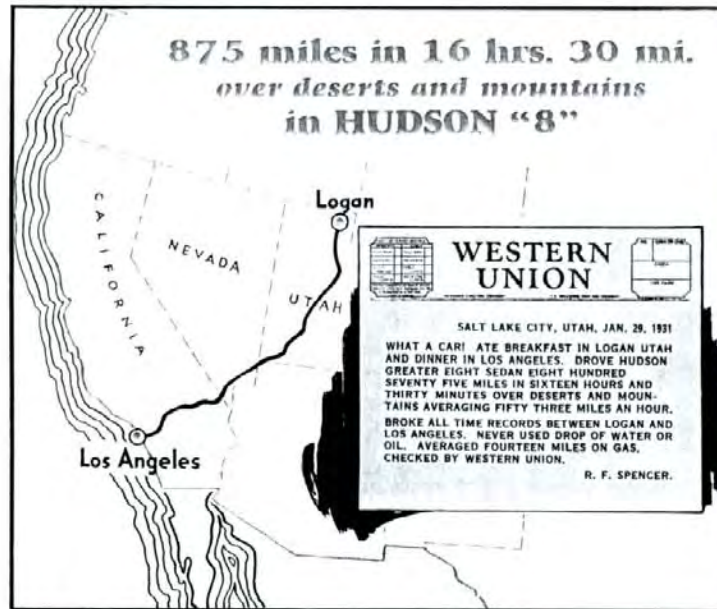 875 miles in 16 hrs. 30 mi.
over deserts and mountains
in HUDSON “8”
Logan
CALIFORNIA
NEVADA
UTAH
Los Angeles
WESTERN
UNION
SALT LAKE CITY, UTAH, JAN. 29, 1931
WHAT A CAR! ATE BREAKFAST IN LOGAN UTAH
AND DINNER IN LOS ANGELES. DROVE HUDSON
GREATER EIGHT SEDAN EIGHT HUNDRED
SEVENTY FIVE MILES IN SIXTEEN HOURS AND
THIRTY MINUTES OVER DESERTS AND MOUN-
TAINS AVERAGING FIFTY THREE MILES AN HOUR.
BROKE ALL TIME RECORDS BETWEEN LOGAN AND
LOS ANGELES. NEVER USED DROP OF WATER OR
OIL. AVERAGED FOURTEEN MILES ON GAS,
CHECKED BY WESTERN UNION.
R. F. SPENCER.